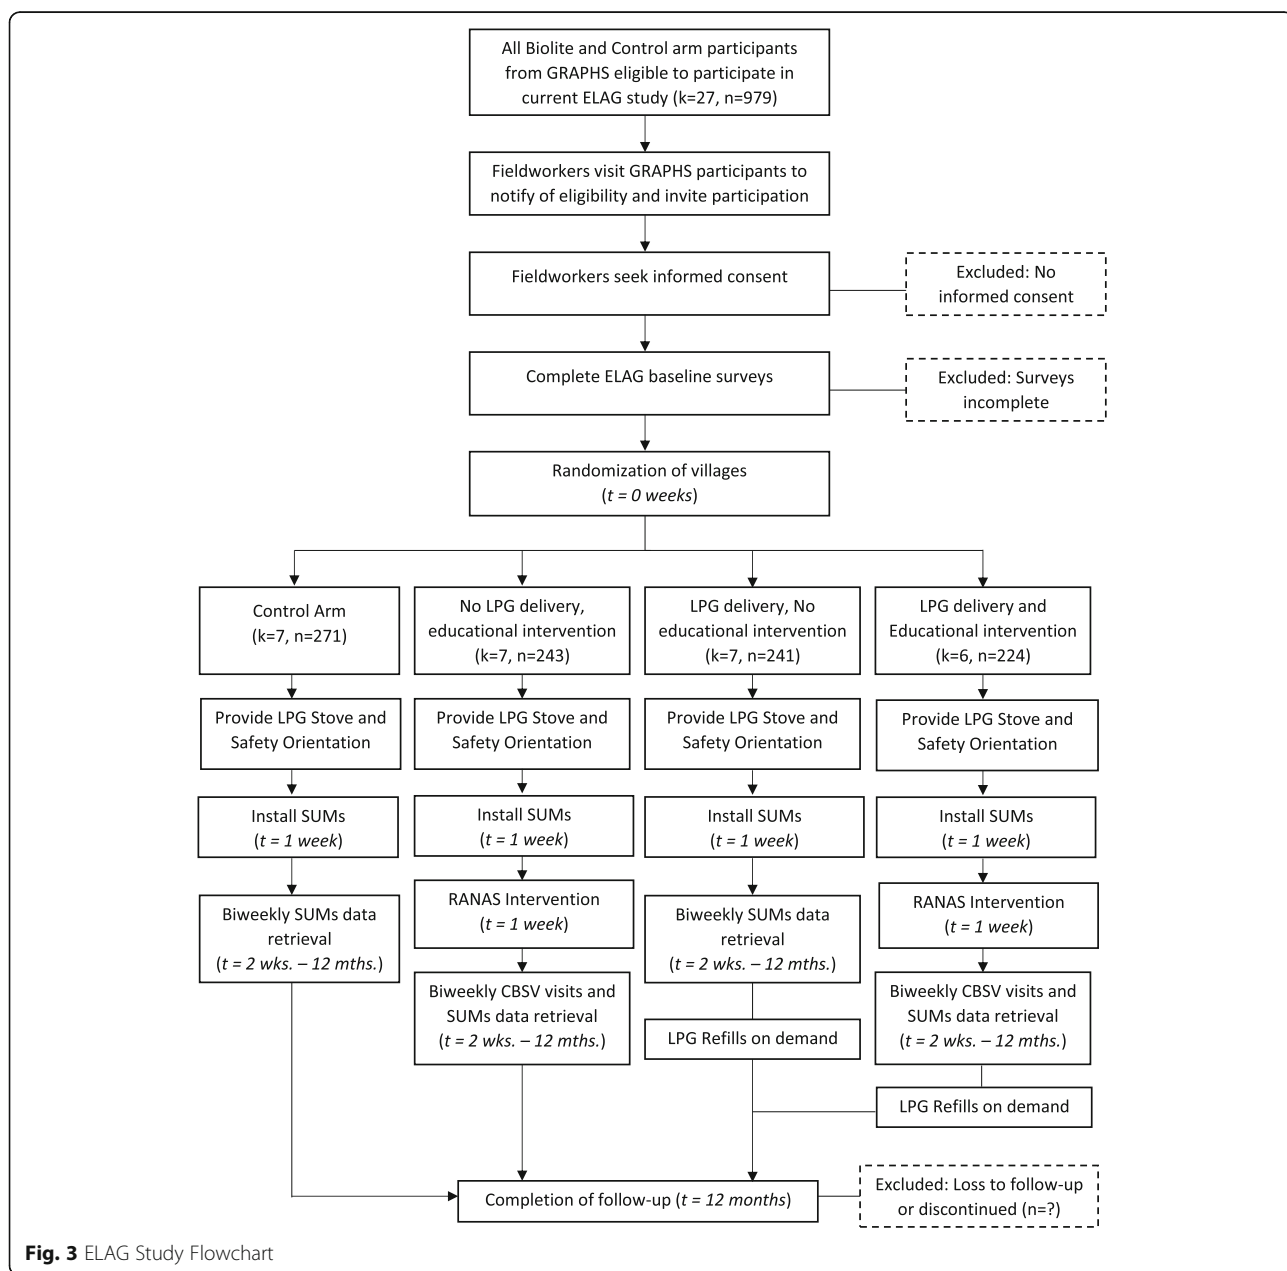 All Biolite and Control arm participants
from GRAPHS eligible to participate in
current ELAG study (k=27, n=979)
Fieldworkers visit GRAPHS participants to
notify of eligibility and invite participation
Fieldworkers seek informed consent
Excluded: No
informed consent
Complete ELAG baseline surveys
Excluded: Surveys
incomplete
Randomization of villages
(t = 0 weeks)
Control Arm
(k=7, n=271)
No LPG delivery,
educational intervention
(k=7, n=243)
LPG delivery, No
educational intervention
(k=7, n=241)
LPG delivery and
Educational intervention
(k=6, n=224)
Provide LPG Stove and
Safety Orientation
Provide LPG Stove and
Safety Orientation
Provide LPG Stove and
Safety Orientation
Provide LPG Stove and
Safety Orientation
Install SUMs
(t = 1 week)
Install SUMs
(t = 1 week)
Install SUMs
(t = 1 week)
Install SUMs
(t = 1 week)
Biweekly SUMs data
retrieval
(t = 2 wks. – 12 mths.)
RANAS Intervention
(t = 1 week)
Biweekly SUMs data
retrieval
(t = 2 wks. – 12 mths.)
RANAS Intervention
(t = 1 week)
Biweekly CBSV visits and
SUMs data retrieval
(t = 2 wks. – 12 mths.)
LPG Refills on demand
Biweekly CBSV visits and
SUMs data retrieval
(t = 2 wks. – 12 mths.)
LPG Refills on demand
Completion of follow-up (t = 12 months)
Excluded: Loss to follow-up
or discontinued (n=?)
Fig. 3 ELAG Study Flowchart